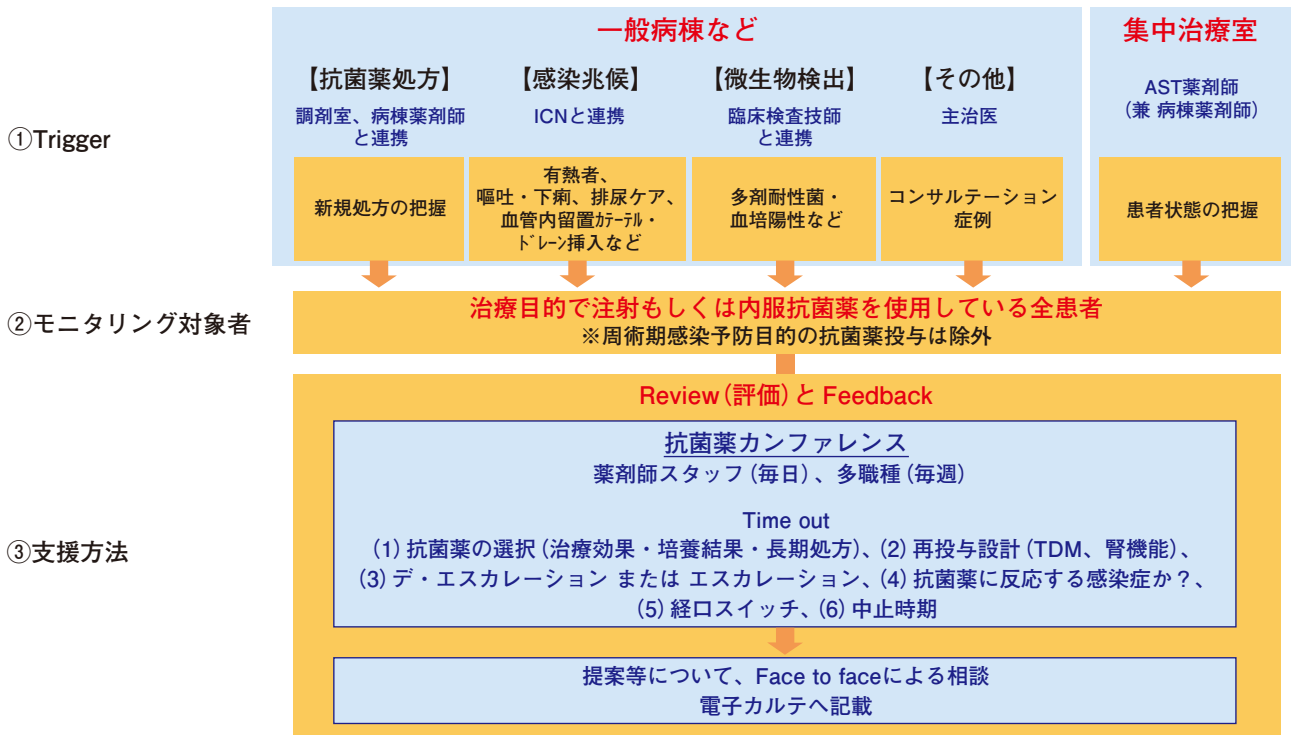 一般病棟など
集中治療室
①Trigger
【抗菌薬処方】
調剤室、病棟薬剤師
と連携
新規処方の把握
【感染兆候】
ICNと連携
有熱者、
嘔吐・下痢、排尿ケア、
血管内留置ｶﾃｰﾃﾙ・
ﾄﾞﾚｰﾝ挿入など
【微生物検出】
臨床検査技師
と連携
多剤耐性菌・
血培陽性など
【その他】
主治医
コンサルテーション
症例
AST薬剤師
（兼 病棟薬剤師）
患者状態の把握
②モニタリング対象者
治療目的で注射もしくは内服抗菌薬を使用している全患者
※周術期感染予防目的の抗菌薬投与は除外
③支援方法
Review（評価）と Feedback
抗菌薬カンファレンス
薬剤師スタッフ（毎日）、多職種（毎週）
Time out
（1）抗菌薬の選択（治療効果・培養結果・長期処方）、（2）再投与設計（TDM、腎機能）、
（3）デ・エスカレーション または エスカレーション、（4）抗菌薬に反応する感染症か？、
（5）経口スイッチ、（6）中止時期
提案等について、Face to faceによる相談
電子カルテへ記載